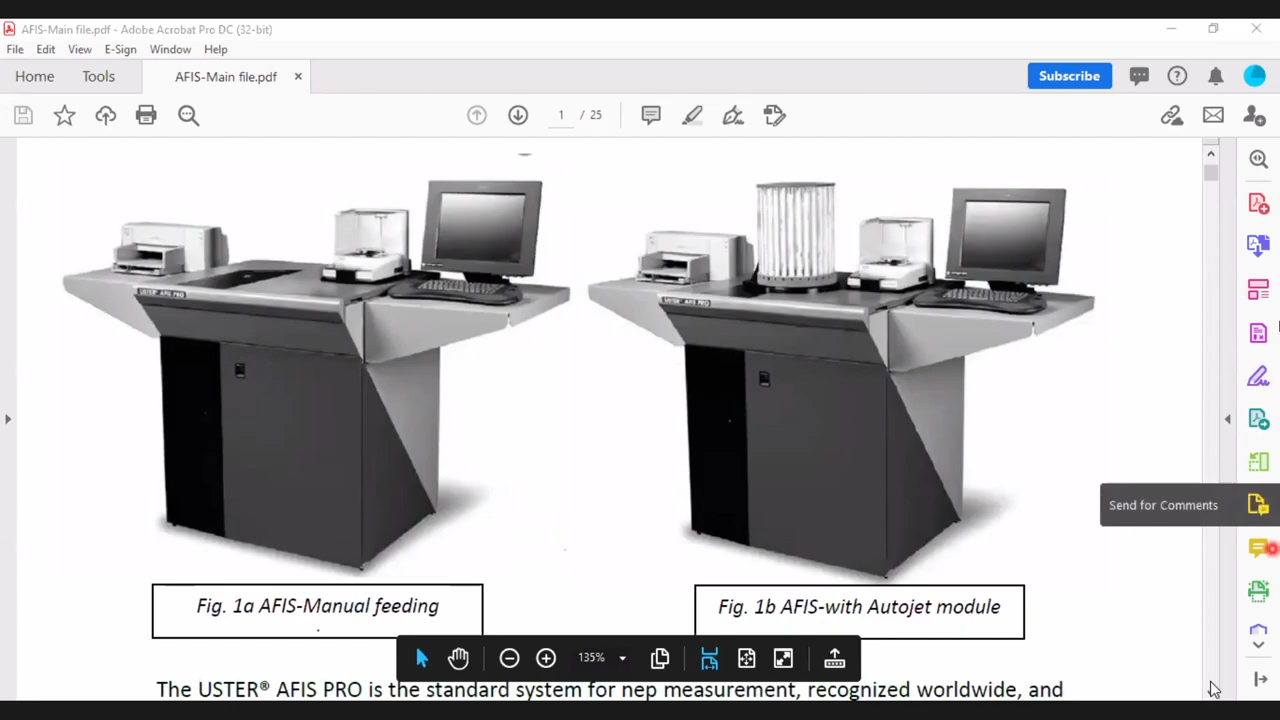 AFIS-Main file.pdf - Adobe Acrobat Pro DC (32-bit)
File Edit View E-Sign Window Help
Home Tools AFIS-Main file.pdf × Subscribe
1 / 25
USTER® AFIS PRO
USTER® AFIS PRO
Send for Comments
Fig. 1a AFIS-Manual feeding
Fig. 1b AFIS-with Autojet module
135%
The USTER® AFIS PRO is the standard system for nep measurement, recognized worldwide, and